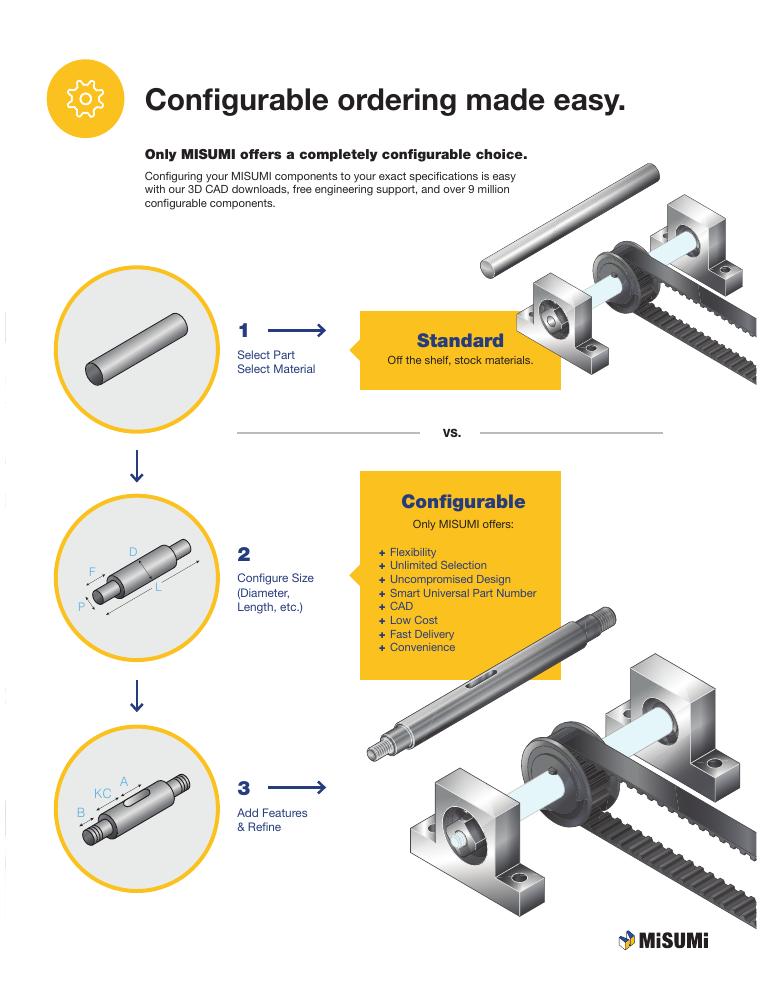 Configurable ordering made easy.
Only MISUMI offers a completely configurable choice.
Configuring your MISUMI components to your exact specifications is easy
with our 3D CAD downloads, free engineering support, and over 9 million
configurable components.
1
Select Part
Select Material
Standard
Off the shelf, stock materials.
vs.
D
F
L
P
2
Configure Size
(Diameter,
Length, etc.)
Configurable
Only MISUMI offers:
+ Flexibility
+ Unlimited Selection
+ Uncompromised Design
+ Smart Universal Part Number
+ CAD
+ Low Cost
+ Fast Delivery
+ Convenience
A
KC
B
3
Add Features
& Refine
MiSUMi